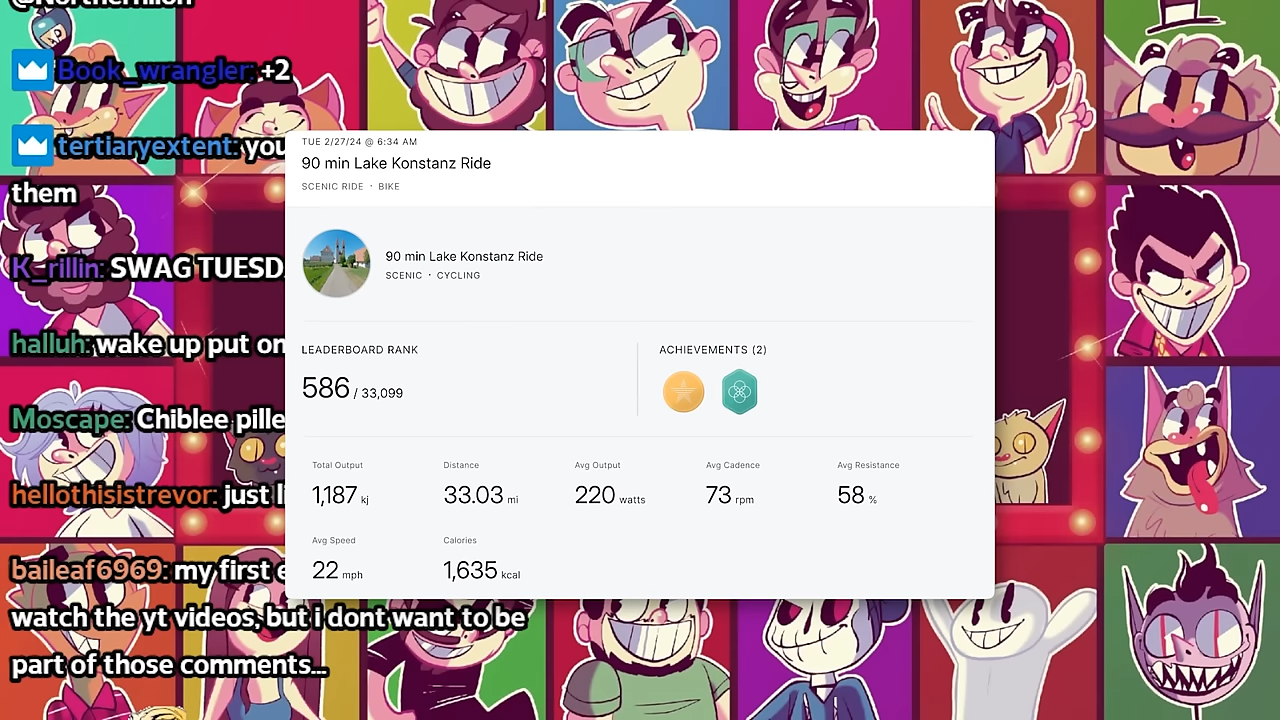 @Northernlion
Book_wrangler: +2
tertiaryextent: you
them
K_rillin: SWAG TUESD
halluh: wake up put on
Moscape: Chiblee pille
hellothisistrevor: just l
baileaf6969: my first e
watch the yt videos, but i dont want to be
part of those comments...
TUE 2/27/24 @ 6:34 AM
90 min Lake Konstanz Ride
SCENIC RIDE · BIKE
90 min Lake Konstanz Ride
SCENIC · CYCLING
LEADERBOARD RANK
586 / 33,099
ACHIEVEMENTS (2)
Total Output
1,187 kj
Distance
33.03 mi
Avg Output
220 watts
Avg Cadence
73 rpm
Avg Resistance
58 %
Avg Speed
22 mph
Calories
1,635 kcal